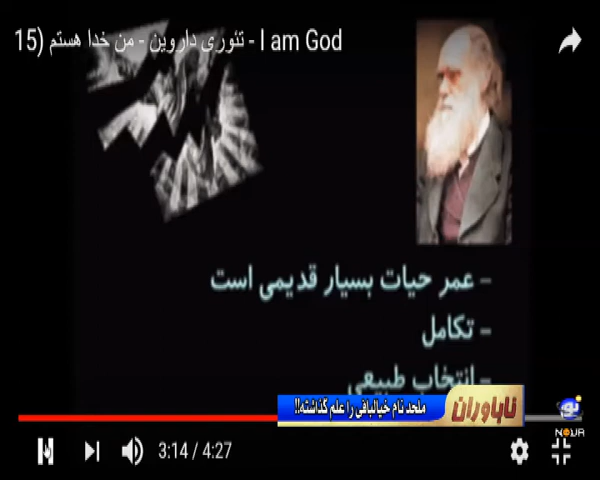 15) تئوری داروین - من خدا هستم - I am God
- عمر حیات بسیار قدیمی است
- تکامل
- انتخاب طبیعی
ناباوران
ملحد نام خیالبافی را علم گذاشته!!
نور
NOUR
3:14 / 4:27